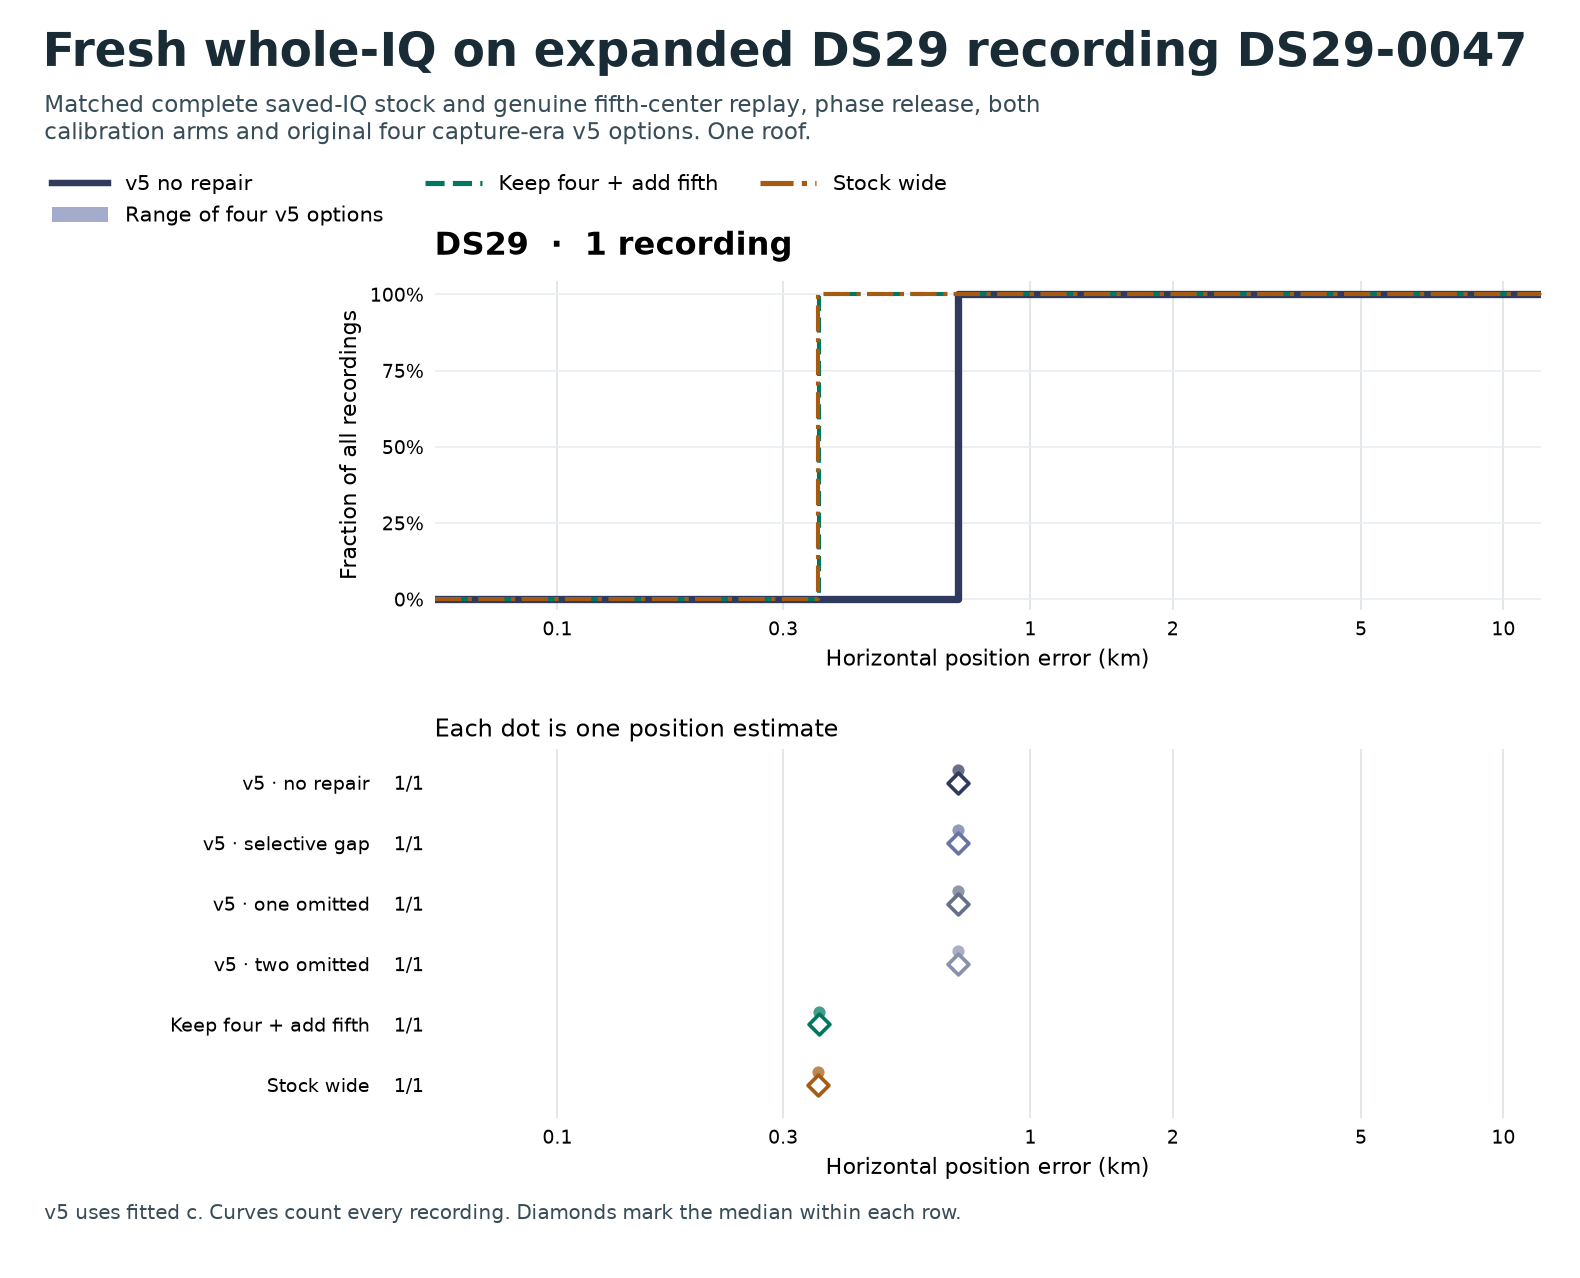 Fresh whole-IQ on expanded DS29 recording DS29-0047
Matched complete saved-IQ stock and genuine fifth-center replay, phase release, both
calibration arms and original four capture-era v5 options. One roof.
v5 no repair
Keep four + add fifth
Stock wide
Range of four v5 options
DS29 · 1 recording
Fraction of all recordings
100%
75%
50%
25%
0%
0.1 0.3 1 2 5 10
Horizontal position error (km)
Each dot is one position estimate
v5 · no repair 1/1
v5 · selective gap 1/1
v5 · one omitted 1/1
v5 · two omitted 1/1
Keep four + add fifth 1/1
Stock wide 1/1
0.1 0.3 1 2 5 10
Horizontal position error (km)
v5 uses fitted c. Curves count every recording. Diamonds mark the median within each row.